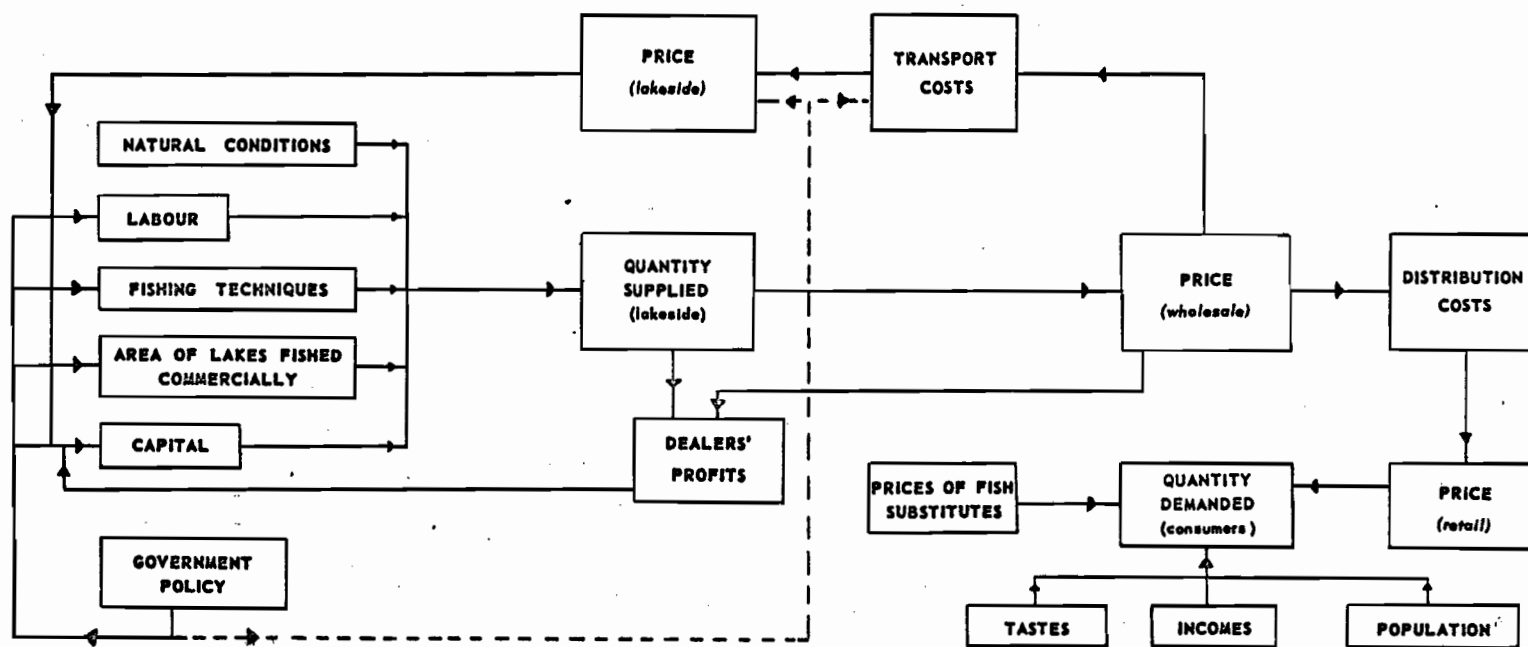 PRICE
(lakeside)
TRANSPORT
COSTS
NATURAL CONDITIONS
LABOUR
FISHING TECHNIQUES
AREA OF LAKES FISHED
COMMERCIALLY
CAPITAL
QUANTITY
SUPPLIED
(lakeside)
PRICE
(wholesale)
DISTRIBUTION
COSTS
DEALERS'
PROFITS
PRICES OF FISH
SUBSTITUTES
QUANTITY
DEMANDED
(consumers)
PRICE
(retail)
GOVERNMENT
POLICY
TASTES
INCOMES
POPULATION